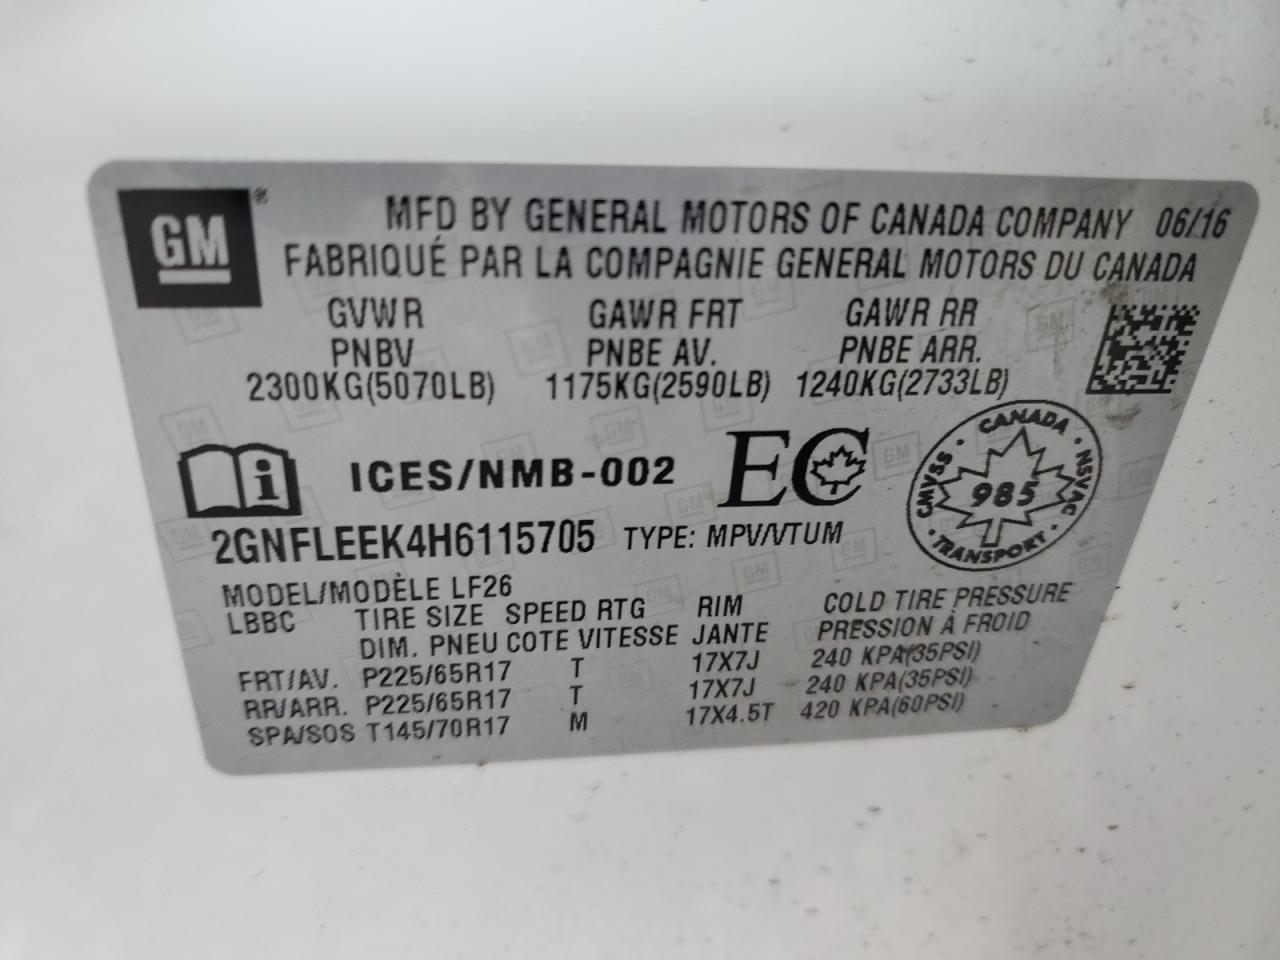 GM®
MFD BY GENERAL MOTORS OF CANADA COMPANY 06/16
FABRIQUÉ PAR LA COMPAGNIE GENERAL MOTORS DU CANADA
GVWR GAWR FRT GAWR RR
PNBV PNBE AV. PNBE ARR.
2300KG(5070LB) 1175KG(2590LB) 1240KG(2733LB)
i ICES/NMB-002 EC
CANADA · NSVAC · TRANSPORT · CMVSS · 985
2GNFLEEK4H6115705 TYPE: MPV/VTUM
MODEL/MODÈLE LF26
LBBC TIRE SIZE SPEED RTG RIM COLD TIRE PRESSURE
DIM. PNEU COTE VITESSE JANTE PRESSION À FROID
FRT/AV. P225/65R17 T 17X7J 240 KPA(35PSI)
RR/ARR. P225/65R17 T 17X7J 240 KPA(35PSI)
SPA/SOS T145/70R17 M 17X4.5T 420 KPA(60PSI)